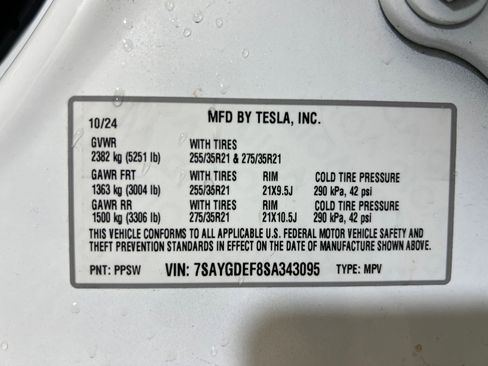 MFD BY TESLA, INC.
10/24
GVWR WITH TIRES
2382 kg (5251 lb) 255/35R21 & 275/35R21
GAWR FRT WITH TIRES RIM COLD TIRE PRESSURE
1363 kg (3004 lb) 255/35R21 21X9.5J 290 kPa, 42 psi
GAWR RR WITH TIRES RIM COLD TIRE PRESSURE
1500 kg (3306 lb) 275/35R21 21X10.5J 290 kPa, 42 psi
THIS VEHICLE CONFORMS TO ALL APPLICABLE U.S. FEDERAL MOTOR VEHICLE SAFETY AND
THEFT PREVENTION STANDARDS IN EFFECT ON THE DATE OF MANUFACTURE SHOWN ABOVE.
PNT: PPSW VIN: 7SAYGDEF8SA343095 TYPE: MPV